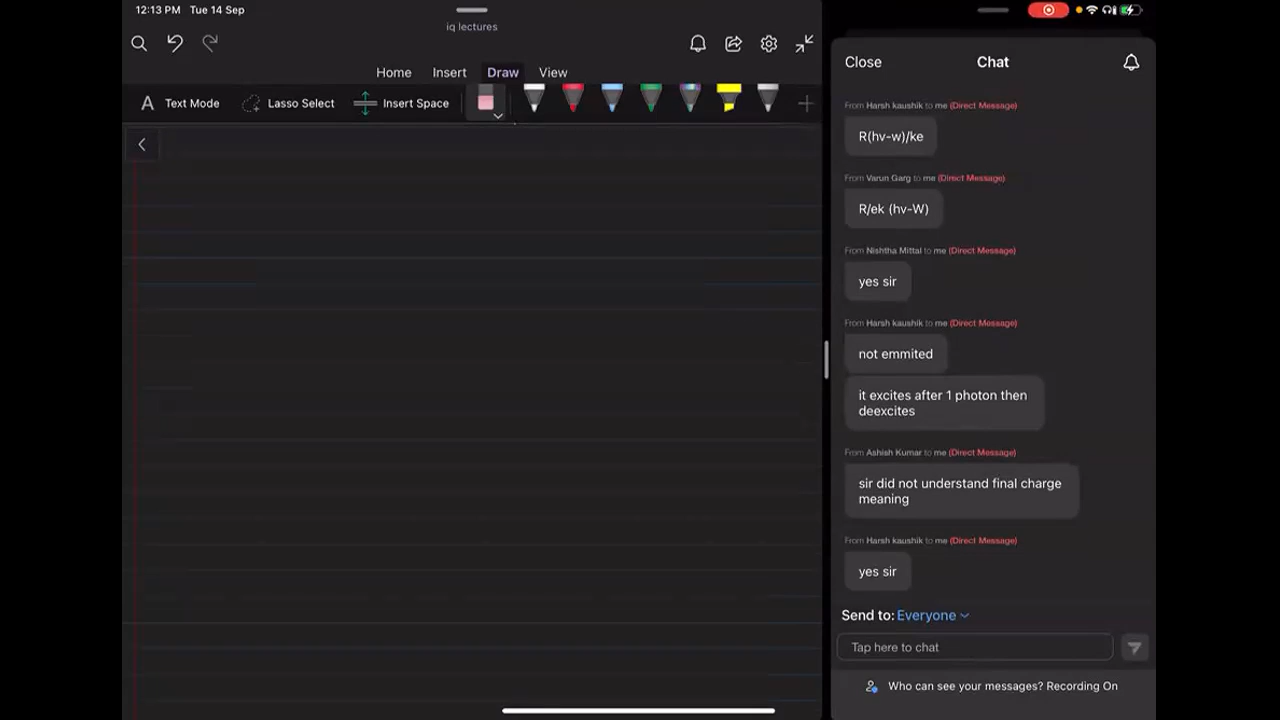 12:13 PM Tue 14 Sep
iq lectures
Home Insert Draw View
A Text Mode Lasso Select Insert Space
Close Chat
From Harsh kaushik to me (Direct Message)
R(hv-w)/ke
From Varun Garg to me (Direct Message)
R/ek (hv-W)
From Nishtha Mittal to me (Direct Message)
yes sir
From Harsh kaushik to me (Direct Message)
not emmited
it excites after 1 photon then
deexcites
From Ashish Kumar to me (Direct Message)
sir did not understand final charge
meaning
From Harsh kaushik to me (Direct Message)
yes sir
Send to: Everyone
Tap here to chat
Who can see your messages? Recording On